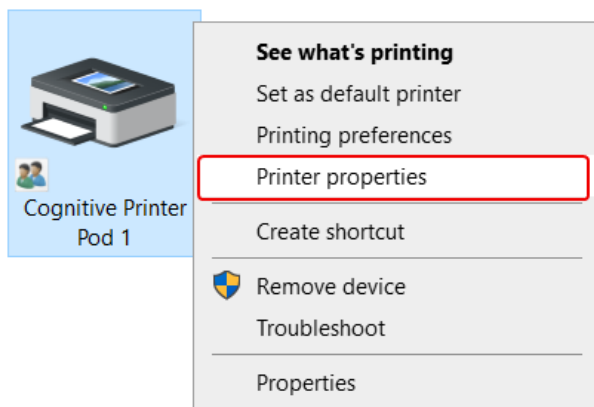 Cognitive Printer
Pod 1
See what's printing
Set as default printer
Printing preferences
Printer properties
Create shortcut
Remove device
Troubleshoot
Properties